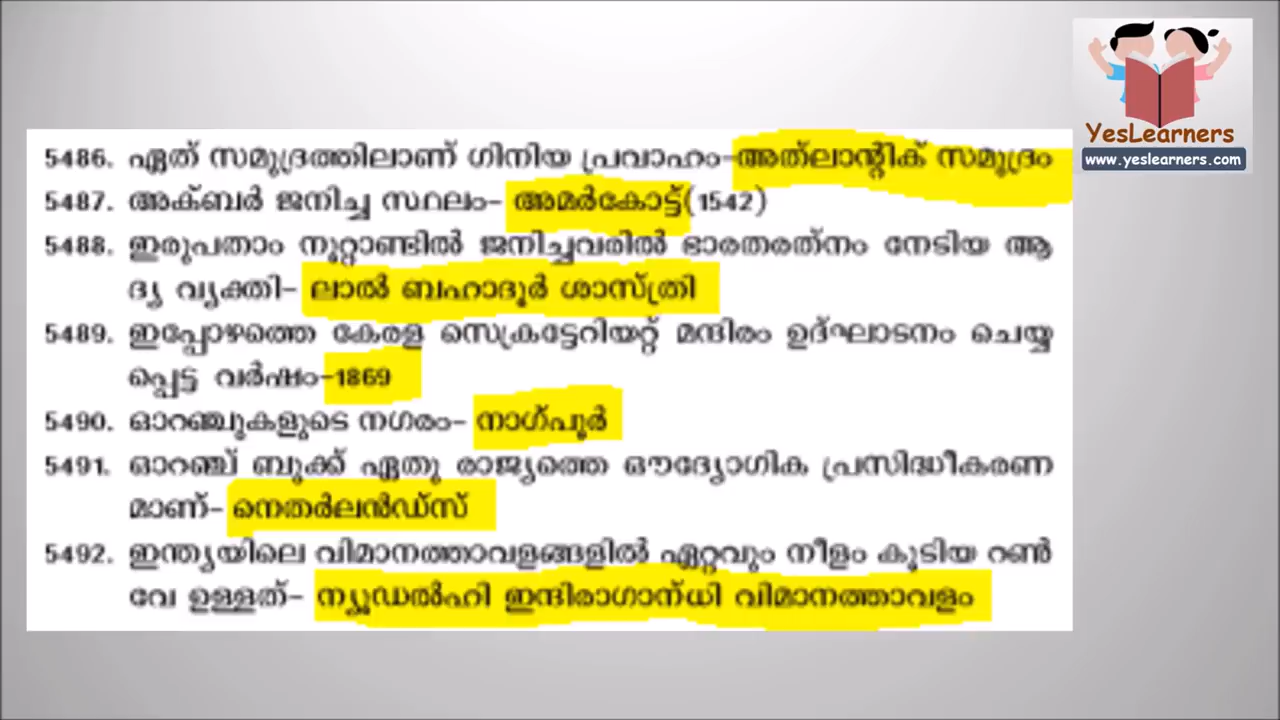 YesLearners
www.yeslearners.com
5486. ഏത് സമുദ്രത്തിലാണ് ഗിനിയ പ്രവാഹം-അത്‌ലാന്റിക് സമുദ്രം
5487. അക്ബർ ജനിച്ച സ്ഥലം- അമർകോട്ട്(1542)
5488. ഇരുപതാം നൂറ്റാണ്ടിൽ ജനിച്ചവരിൽ ഭാരതരത്‌നം നേടിയ ആ
ദ്യ വ്യക്തി- ലാൽ ബഹാദൂർ ശാസ്ത്രി
5489. ഇപ്പോഴത്തെ കേരള സെക്രട്ടേറിയറ്റ് മന്ദിരം ഉദ്ഘാടനം ചെയ്യ
പ്പെട്ട വർഷം-1869
5490. ഓറഞ്ചുകളുടെ നഗരം- നാഗ്പൂർ
5491. ഓറഞ്ച് ബുക്ക് ഏതു രാജ്യത്തെ ഔദ്യോഗിക പ്രസിദ്ധീകരണ
മാണ്- നെതർലൻഡ്സ്
5492. ഇന്ത്യയിലെ വിമാനത്താവളങ്ങളിൽ ഏറ്റവും നീളം കൂടിയ റൺ
വേ ഉള്ളത്- ന്യൂഡൽഹി ഇന്ദിരാഗാന്ധി വിമാനത്താവളം